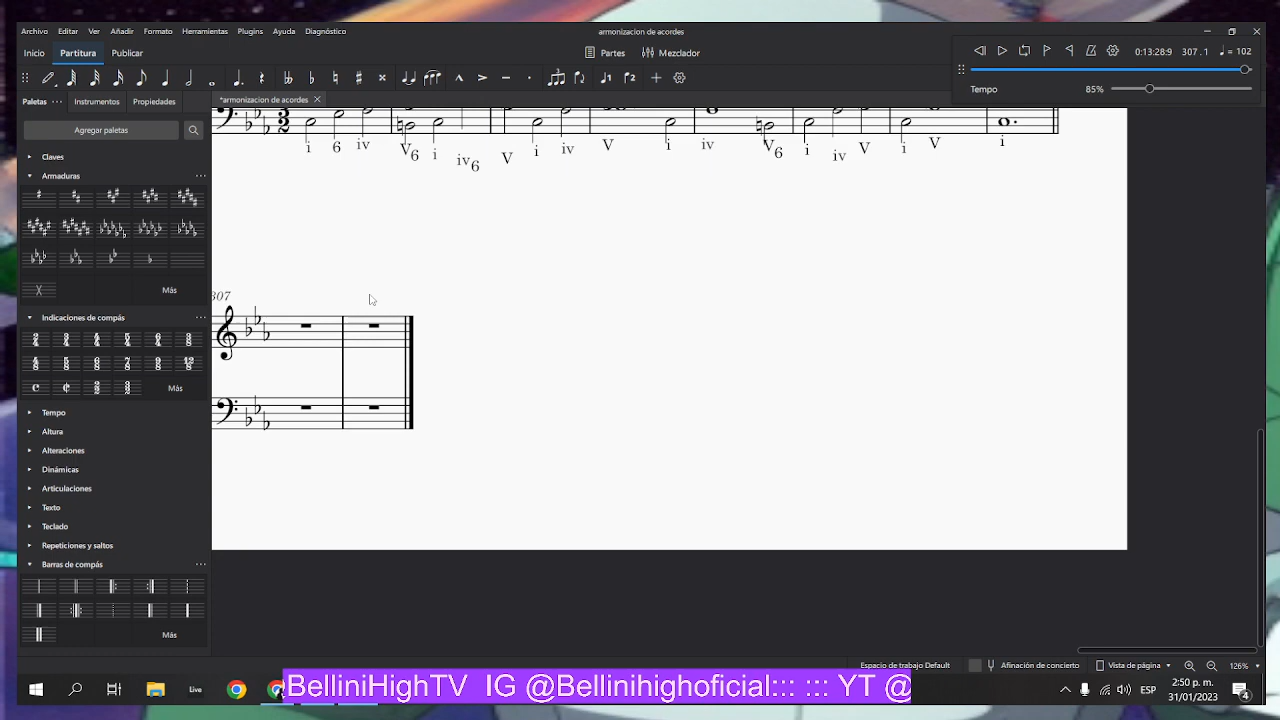 Archivo Editar Ver Añadir Formato Herramientas Plugins Ayuda Diagnóstico armonizacion de acordes
Inicio Partitura Publicar Partes Mezclador 0:13:28:9 307 . 1 = 102
Tempo 85%
Paletas Instrumentos Propiedades *armonizacion de acordes
Agregar paletas
Claves
Armaduras
Más
Indicaciones de compás
Más
Tempo
Altura
Alteraciones
Dinámicas
Articulaciones
Texto
Teclado
Repeticiones y saltos
Barras de compás
Más
i 6 iv V6 i iv6 V i iv V i iv V6 i iv V i V i
307
Espacio de trabajo Default Afinación de concierto Vista de página 126%
Live BelliniHighTV IG @Bellinihighoficial::: ::: YT @ ESP 2:50 p. m.
31/01/2023